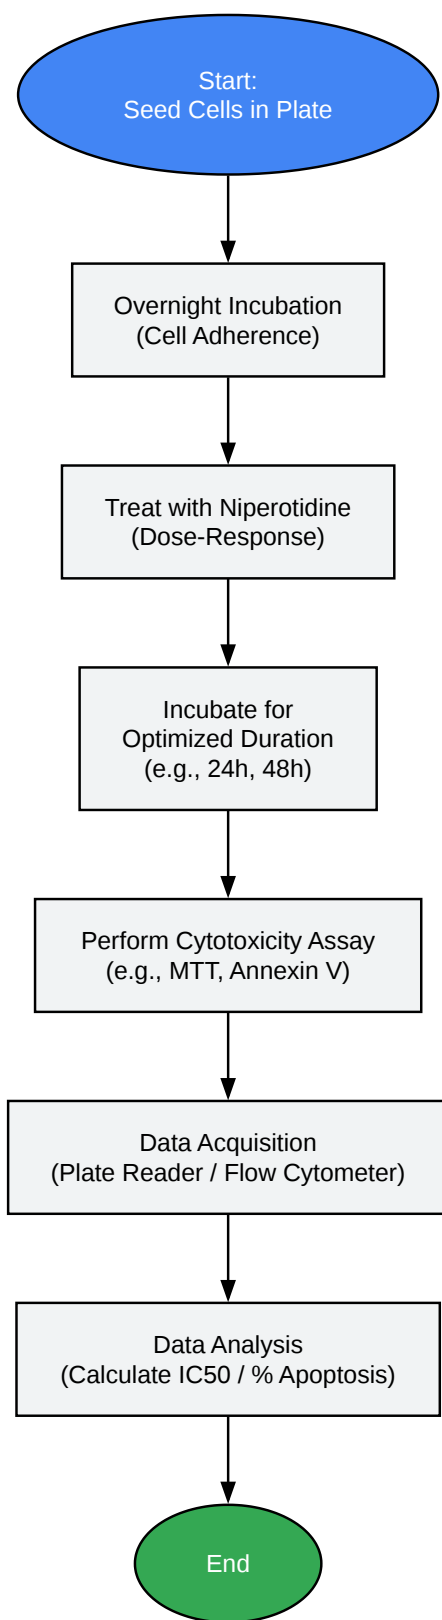 Start:
Seed Cells in Plate
Overnight Incubation
(Cell Adherence)
Treat with Niperotidine
(Dose-Response)
Incubate for
Optimized Duration
(e.g., 24h, 48h)
Perform Cytotoxicity Assay
(e.g., MTT, Annexin V)
Data Acquisition
(Plate Reader / Flow Cytometer)
Data Analysis
(Calculate IC50 / % Apoptosis)
End